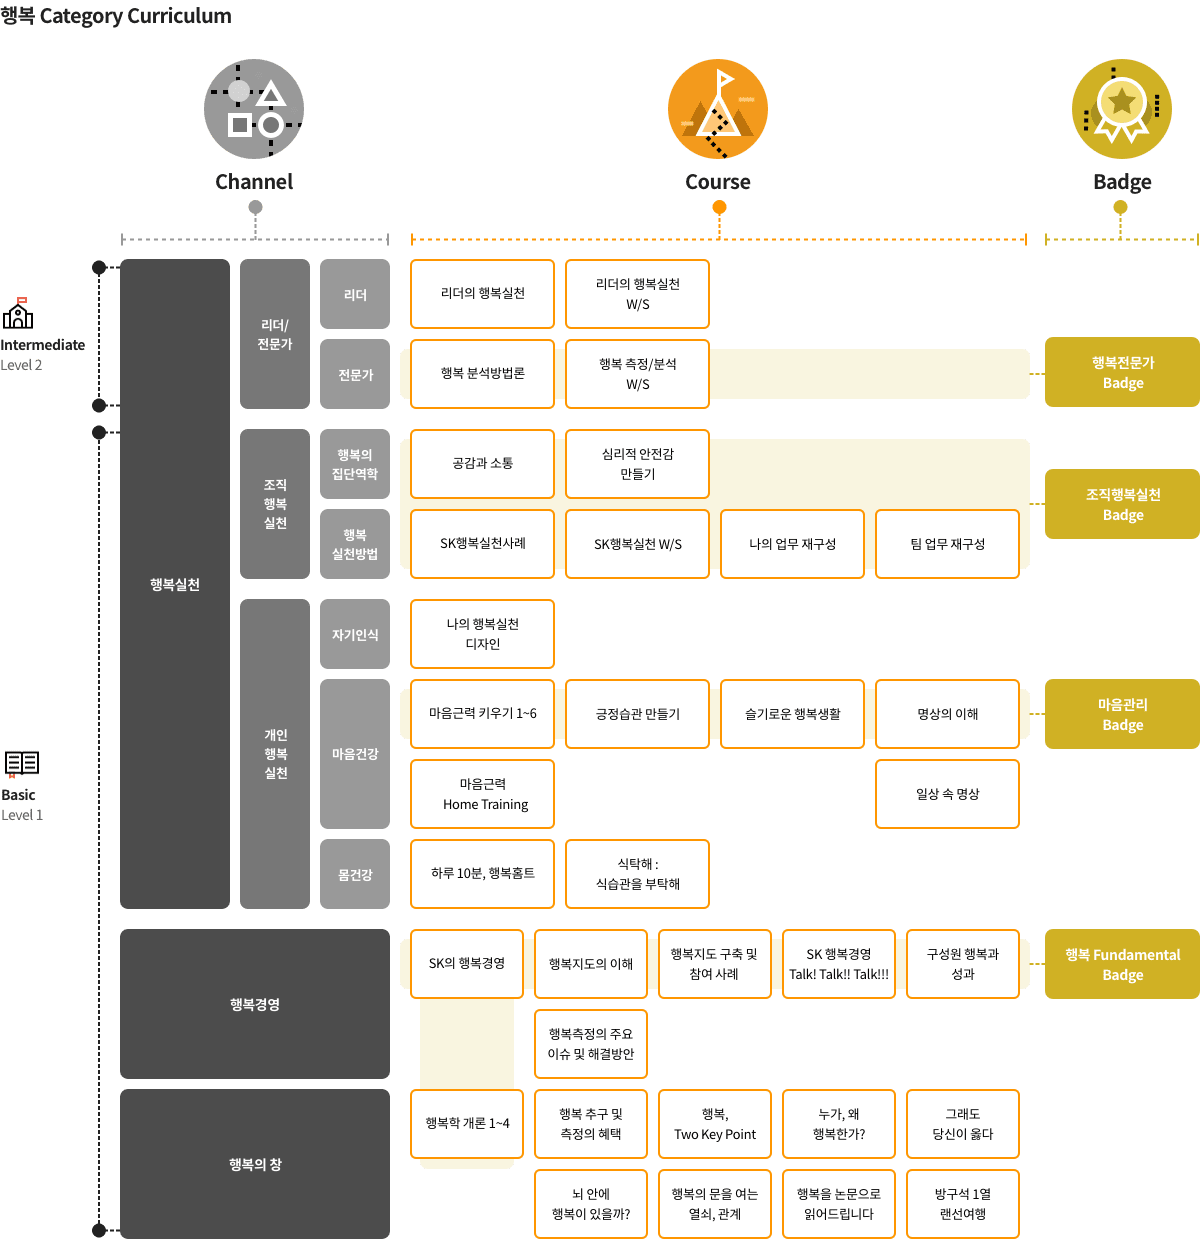 행복 Category Curriculum
Channel
Course
Badge
Intermediate
Level 2
Basic
Level 1
행복실천
리더/
전문가
리더
리더의 행복실천
리더의 행복실천
W/S
전문가
행복 분석방법론
행복 측정/분석
W/S
행복전문가
Badge
조직
행복
실천
행복의
집단역학
공감과 소통
심리적 안전감
만들기
행복
실천방법
SK행복실천사례
SK행복실천 W/S
나의 업무 재구성
팀 업무 재구성
조직행복실천
Badge
개인
행복
실천
자기인식
나의 행복실천
디자인
마음건강
마음근력 키우기 1~6
긍정습관 만들기
슬기로운 행복생활
명상의 이해
마음관리
Badge
마음근력
Home Training
일상 속 명상
몸건강
하루 10분, 행복홈트
식탁해 :
식습관을 부탁해
행복경영
SK의 행복경영
행복지도의 이해
행복지도 구축 및
참여 사례
SK 행복경영
Talk! Talk!! Talk!!!
구성원 행복과
성과
행복 Fundamental
Badge
행복측정의 주요
이슈 및 해결방안
행복의 창
행복학 개론 1~4
행복 추구 및
측정의 혜택
행복,
Two Key Point
누가, 왜
행복한가?
그래도
당신이 옳다
뇌 안에
행복이 있을까?
행복의 문을 여는
열쇠, 관계
행복을 논문으로
읽어드립니다
방구석 1열
랜선여행